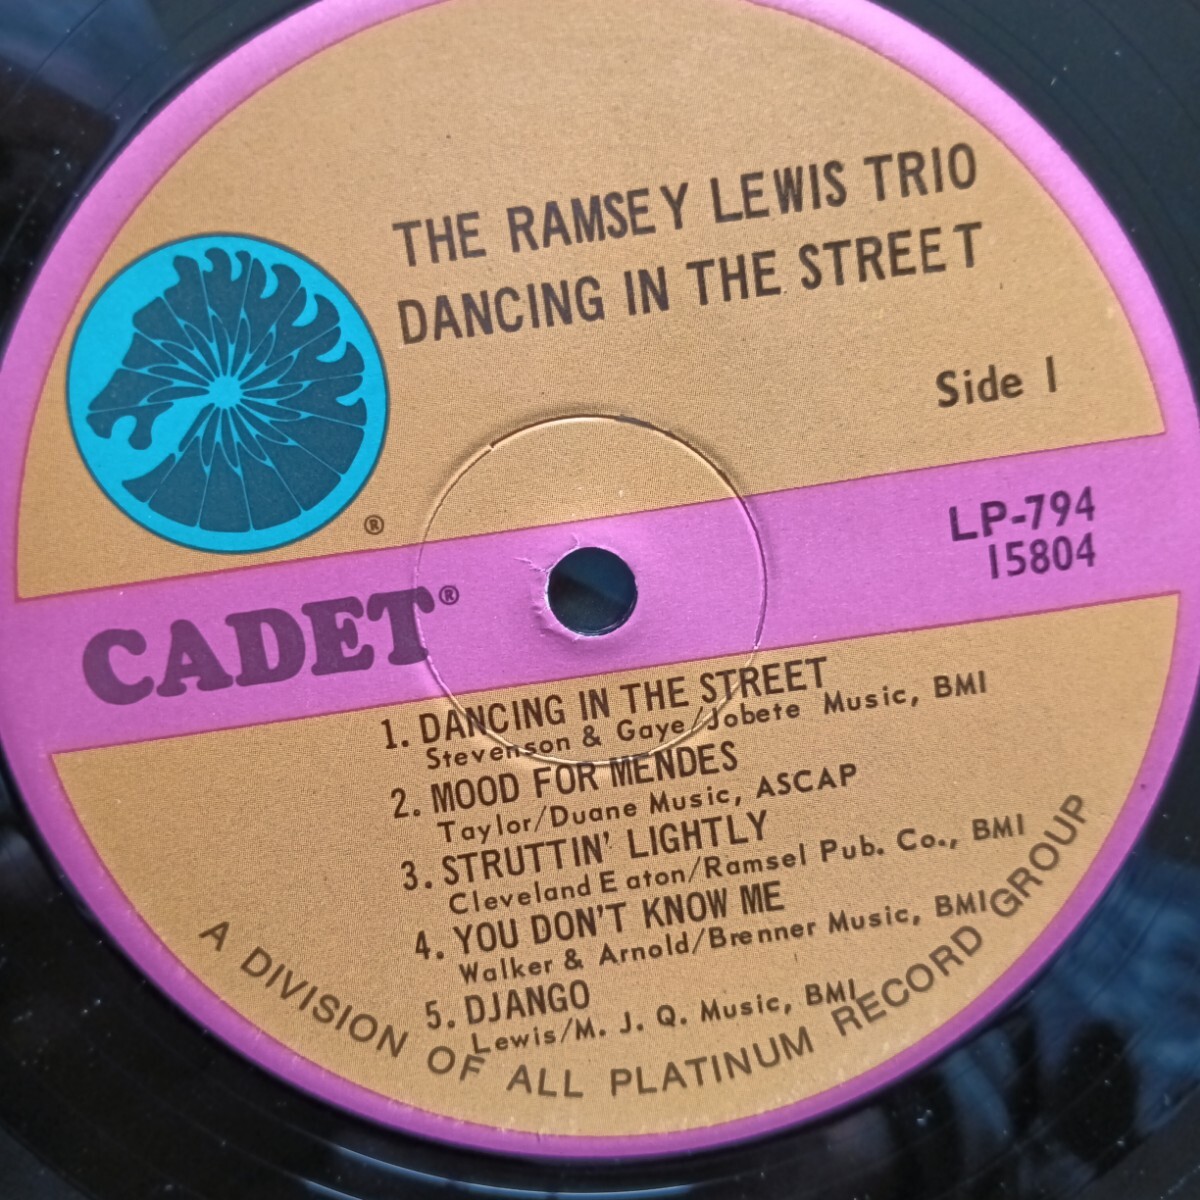 THE RAMSEY LEWIS TRIO
DANCING IN THE STREET
Side 1
®
LP-794
15804
CADET®
1. DANCING IN THE STREET
Stevenson & Gaye/Jobete Music, BMI
2. MOOD FOR MENDES
Taylor/Duane Music, ASCAP
3. STRUTTIN' LIGHTLY
Cleveland Eaton/Ramsel Pub. Co., BMI
4. YOU DON'T KNOW ME
Walker & Arnold/Brenner Music, BMI
5. DJANGO
Lewis/M. J. Q. Music, BMI
A DIVISION OF ALL PLATINUM RECORD GROUP